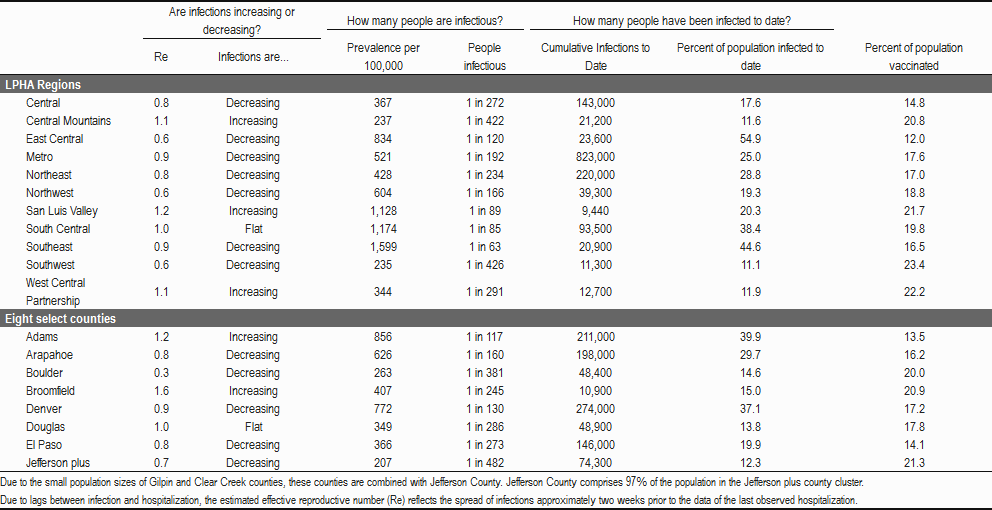 Are infections increasing or decreasing? How many people are infectious? How many people have been infected to date?
Re Infections are... Prevalence per 100,000 People infectious Cumulative Infections to Date Percent of population infected to date Percent of population vaccinated
LPHA Regions
Central 0.8 Decreasing 367 1 in 272 143,000 17.6 14.8
Central Mountains 1.1 Increasing 237 1 in 422 21,200 11.6 20.8
East Central 0.6 Decreasing 834 1 in 120 23,600 54.9 12.0
Metro 0.9 Decreasing 521 1 in 192 823,000 25.0 17.6
Northeast 0.8 Decreasing 428 1 in 234 220,000 28.8 17.0
Northwest 0.6 Decreasing 604 1 in 166 39,300 19.3 18.8
San Luis Valley 1.2 Increasing 1,128 1 in 89 9,440 20.3 21.7
South Central 1.0 Flat 1,174 1 in 85 93,500 38.4 19.8
Southeast 0.9 Decreasing 1,599 1 in 63 20,900 44.6 16.5
Southwest 0.6 Decreasing 235 1 in 426 11,300 11.1 23.4
West Central Partnership 1.1 Increasing 344 1 in 291 12,700 11.9 22.2
Eight select counties
Adams 1.2 Increasing 856 1 in 117 211,000 39.9 13.5
Arapahoe 0.8 Decreasing 626 1 in 160 198,000 29.7 16.2
Boulder 0.3 Decreasing 263 1 in 381 48,400 14.6 20.0
Broomfield 1.6 Increasing 407 1 in 245 10,900 15.0 20.9
Denver 0.9 Decreasing 772 1 in 130 274,000 37.1 17.2
Douglas 1.0 Flat 349 1 in 286 48,900 13.8 17.8
El Paso 0.8 Decreasing 366 1 in 273 146,000 19.9 14.1
Jefferson plus 0.7 Decreasing 207 1 in 482 74,300 12.3 21.3
Due to the small population sizes of Gilpin and Clear Creek counties, these counties are combined with Jefferson County. Jefferson County comprises 97% of the population in the Jefferson plus county cluster.
Due to lags between infection and hospitalization, the estimated effective reproductive number (Re) reflects the spread of infections approximately two weeks prior to the data of the last observed hospitalization.